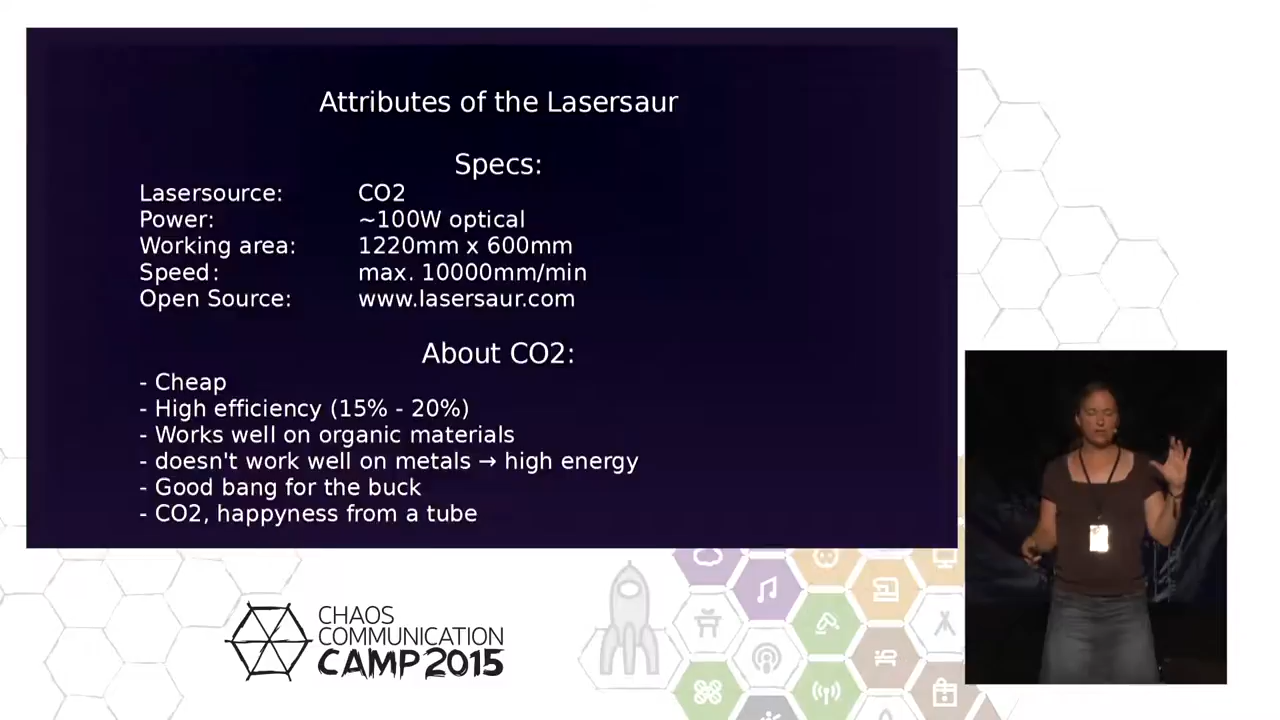 Attributes of the Lasersaur
Specs:
Lasersource: CO2
Power: ~100W optical
Working area: 1220mm x 600mm
Speed: max. 10000mm/min
Open Source: www.lasersaur.com
About CO2:
- Cheap
- High efficiency (15% - 20%)
- Works well on organic materials
- doesn't work well on metals → high energy
- Good bang for the buck
- CO2, happyness from a tube
CHAOS
COMMUNICATION
CAMP 2015